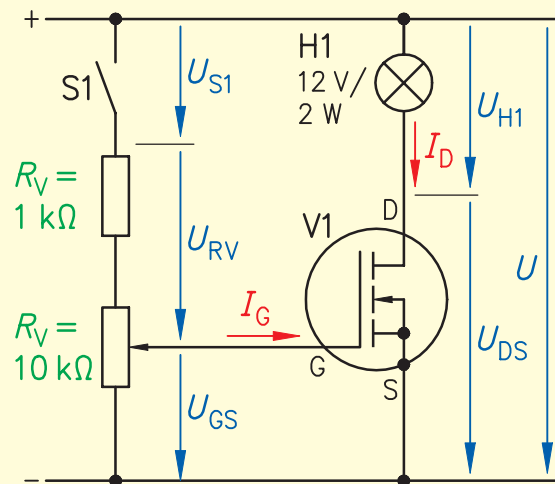 +
S1
U_S1
H1
12 V/
2 W
U_H1
I_D
R_V =
1 kΩ
U_RV
V1
D
U
R_V =
10 kΩ
I_G
G
U_DS
U_GS
S
−